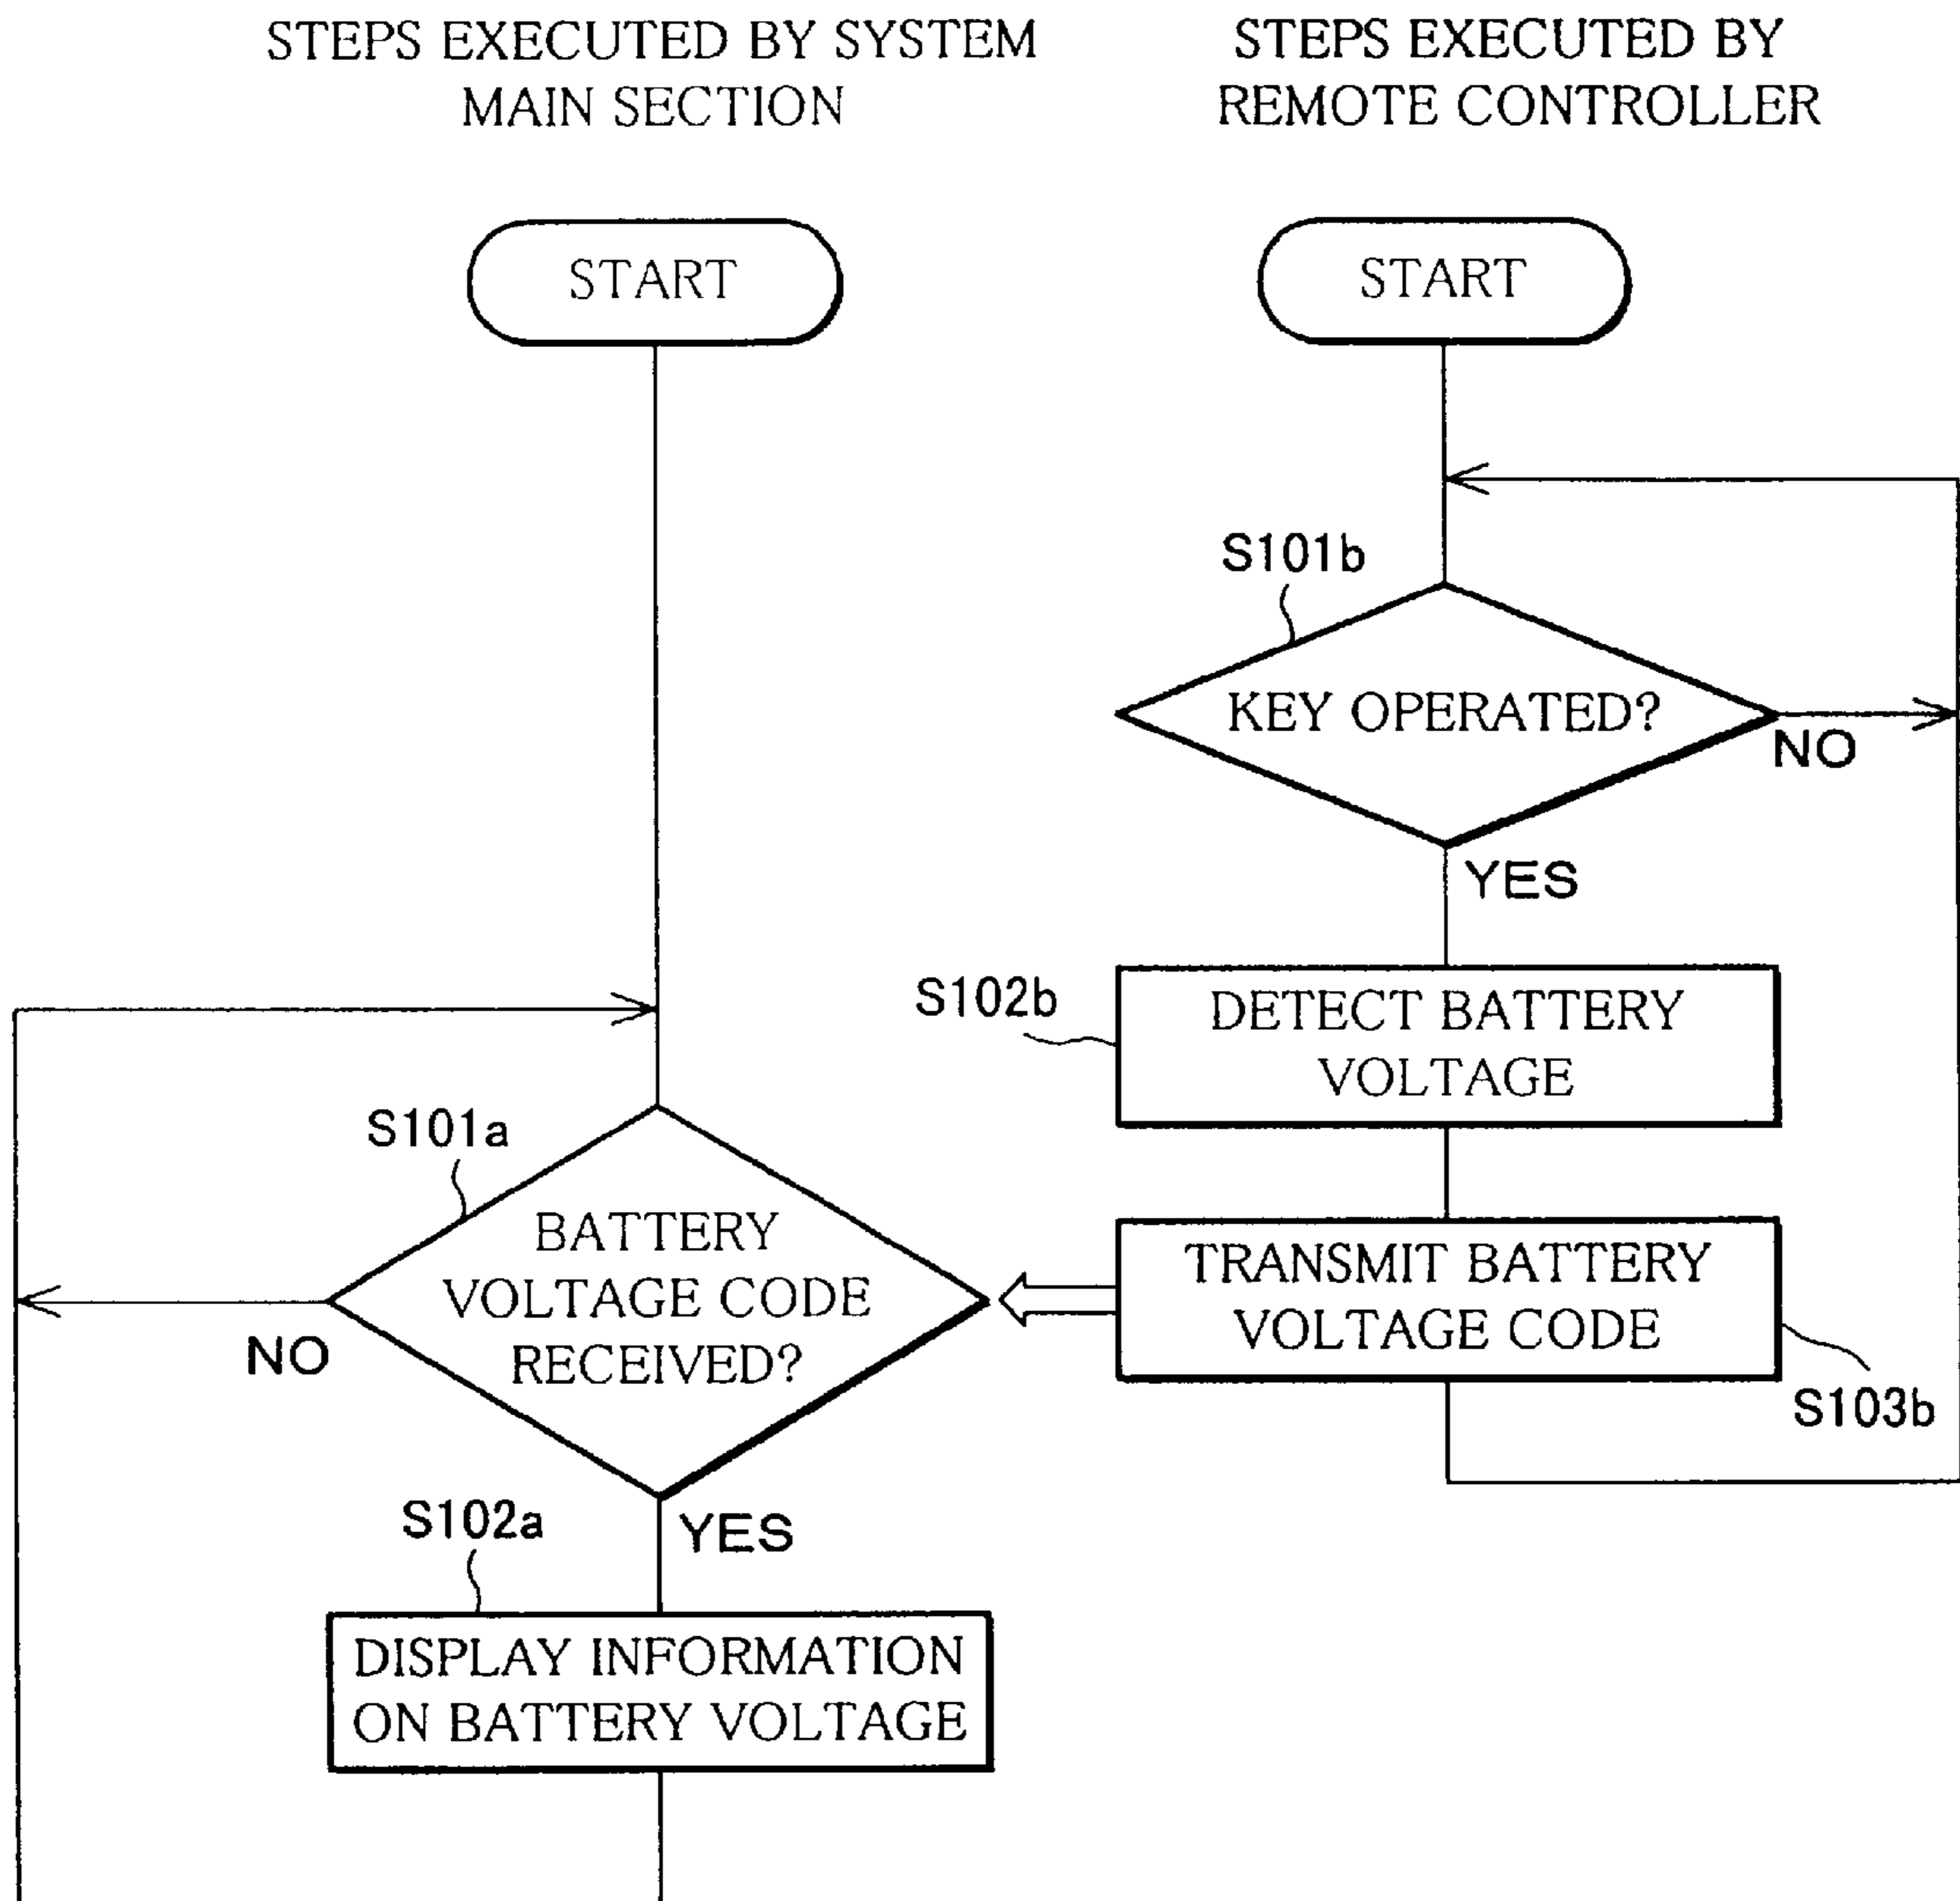 STEPS EXECUTED BY SYSTEM
MAIN SECTION
STEPS EXECUTED BY
REMOTE CONTROLLER
START
START
S101b
KEY OPERATED?
NO
YES
S102b
DETECT BATTERY
VOLTAGE
S101a
BATTERY
VOLTAGE CODE
RECEIVED?
NO
TRANSMIT BATTERY
VOLTAGE CODE
S103b
S102a
YES
DISPLAY INFORMATION
ON BATTERY VOLTAGE